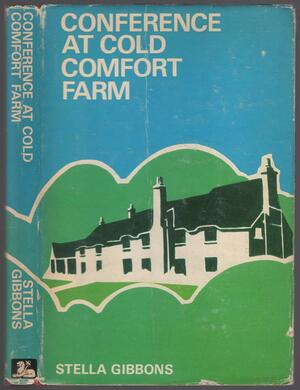 CONFERENCE
AT COLD
COMFORT
FARM
STELLA GIBBONS
CONFERENCE AT COLD
COMFORT FARM
STELLA
GIBBONS